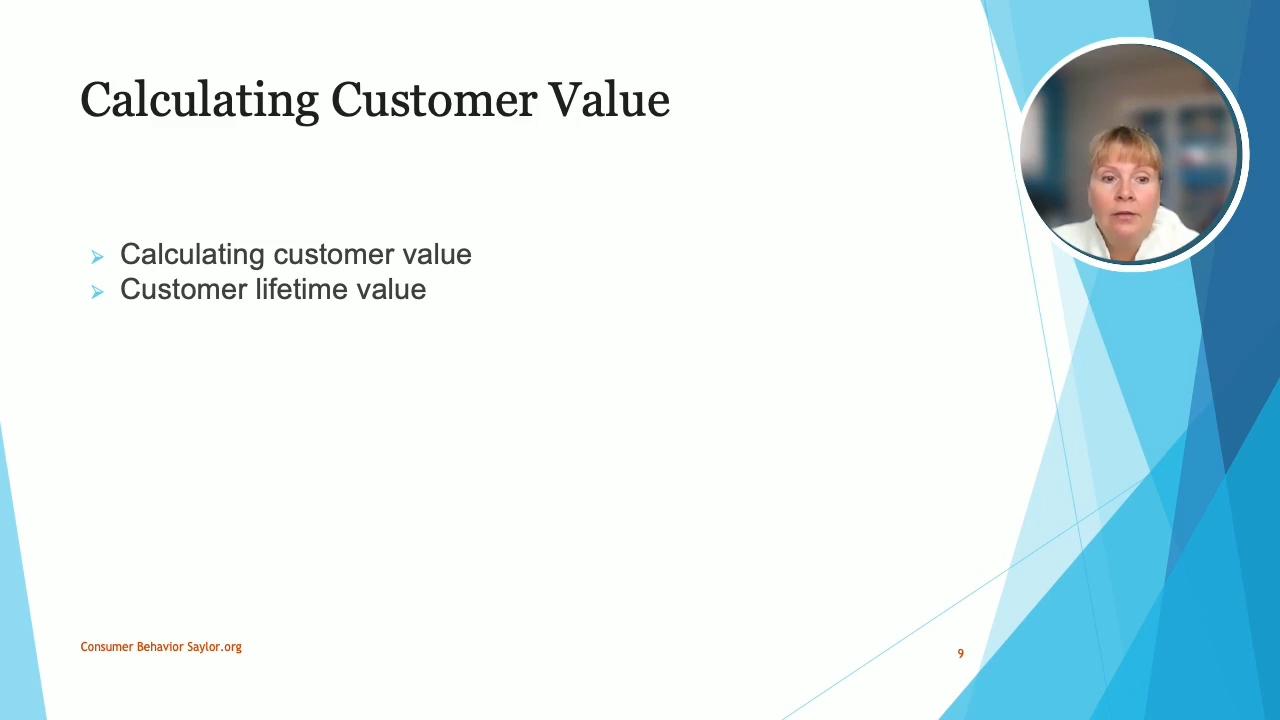 Calculating Customer Value
Calculating customer value
Customer lifetime value
Consumer Behavior Saylor.org
9